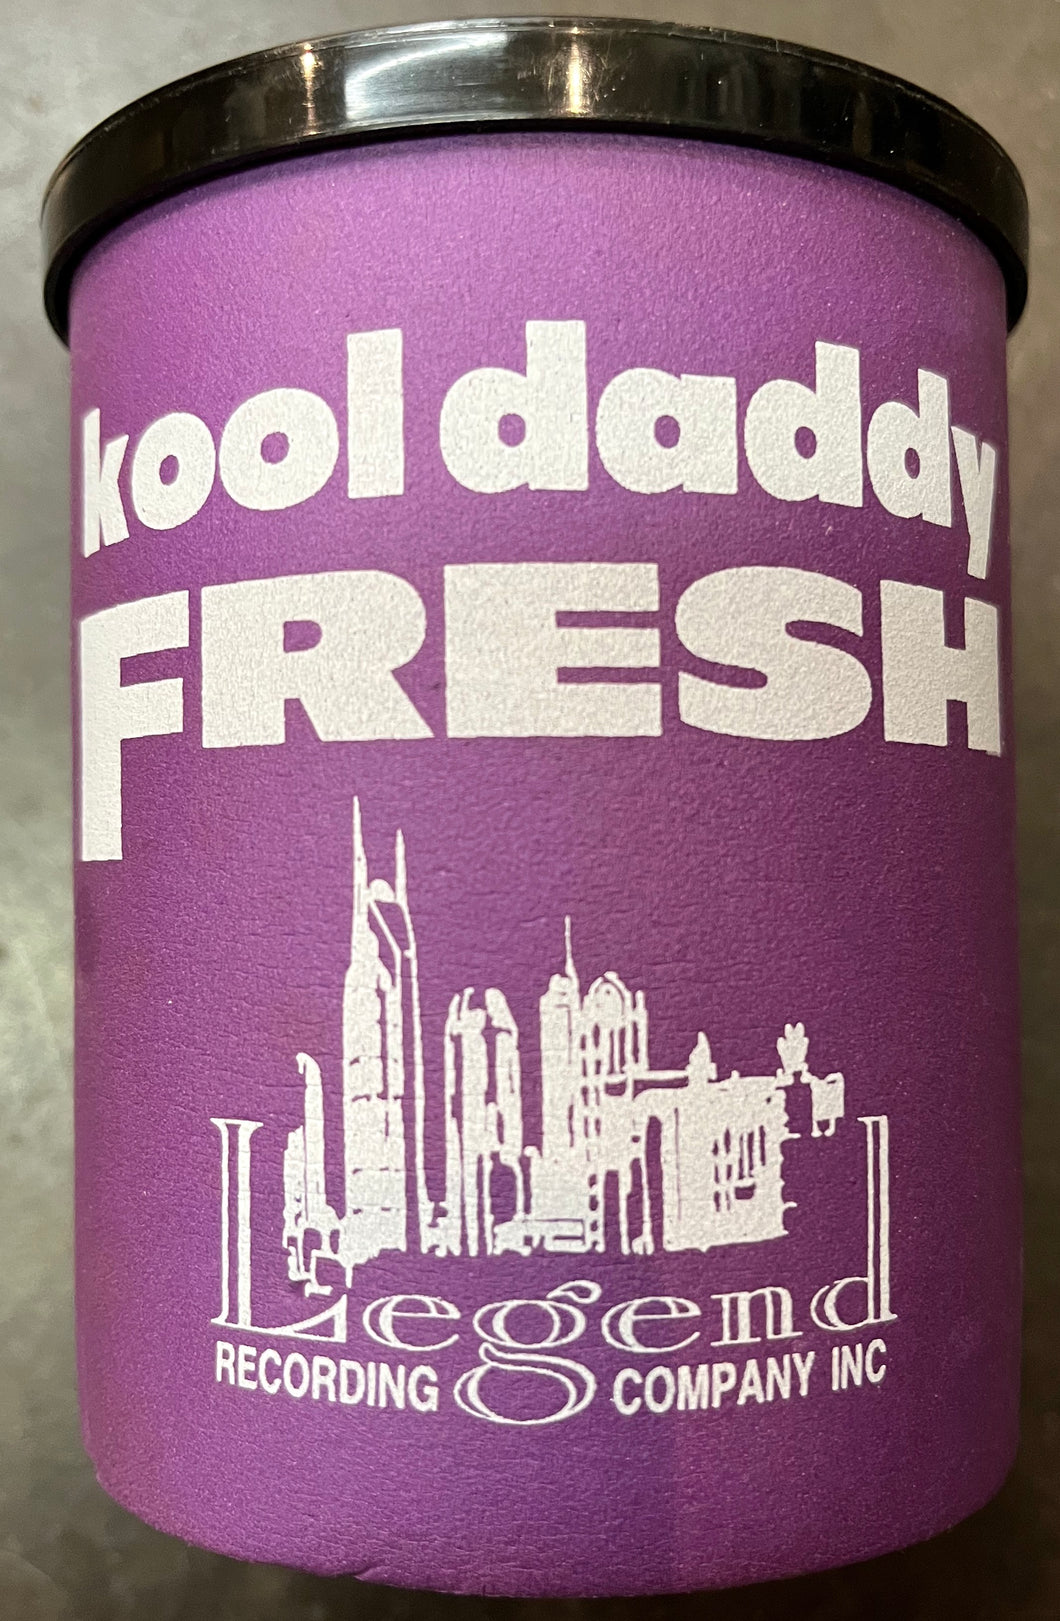 kool daddy
FRESH
Legend
RECORDING COMPANY INC